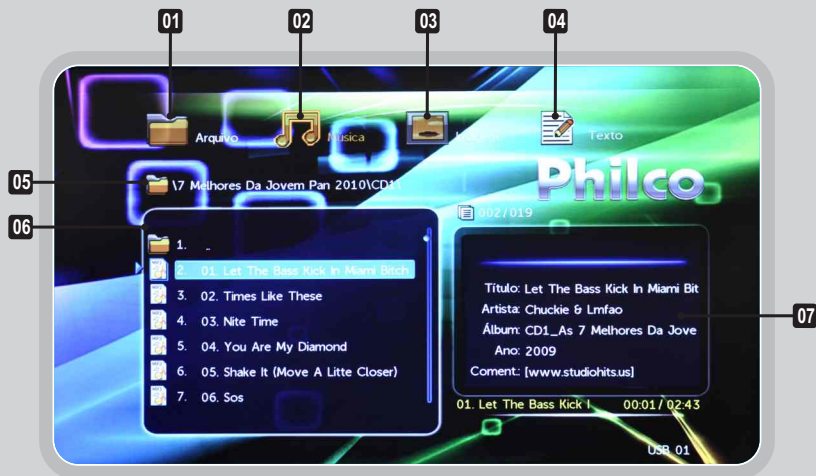 01 02 03 04
Arquivo Música Texto
05 \7 Melhores Da Jovem Pan 2010\CD1\
Philco
06 002/019
1. ..
2. 01. Let The Bass Kick In Miami Bitch
3. 02. Times Like These
4. 03. Nite Time
5. 04. You Are My Diamond
6. 05. Shake It (Move A Litte Closer)
7. 06. Sos
Título: Let The Bass Kick In Miami Bit
Artista: Chuckie & Lmfao
Álbum: CD1_As 7 Melhores Da Jove
Ano: 2009
Coment.: [www.studiohits.us]
07
01. Let The Bass Kick I 00:01/02:43
USB 01